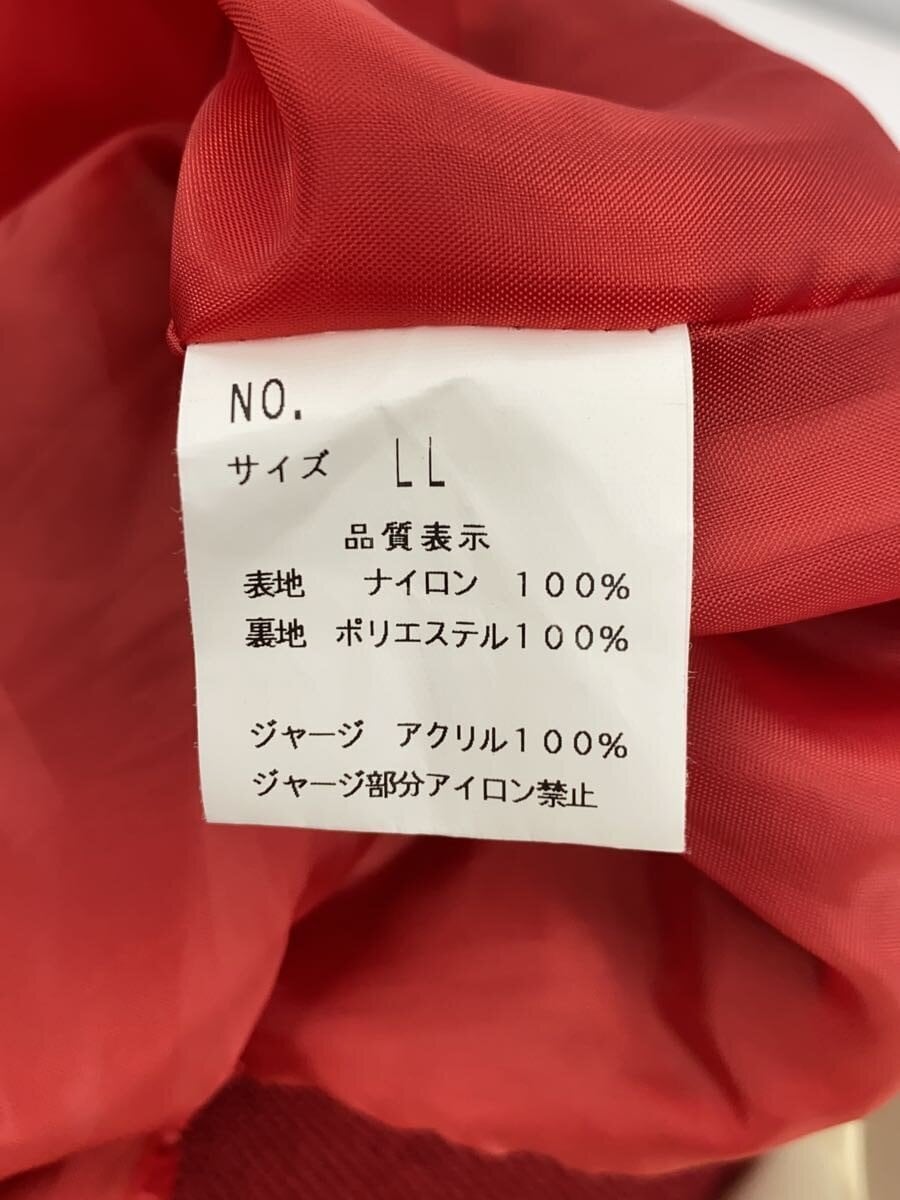 NO.
サイズ LL
品質表示
表地 ナイロン 100%
裏地 ポリエステル100%
ジャージ アクリル100%
ジャージ部分アイロン禁止